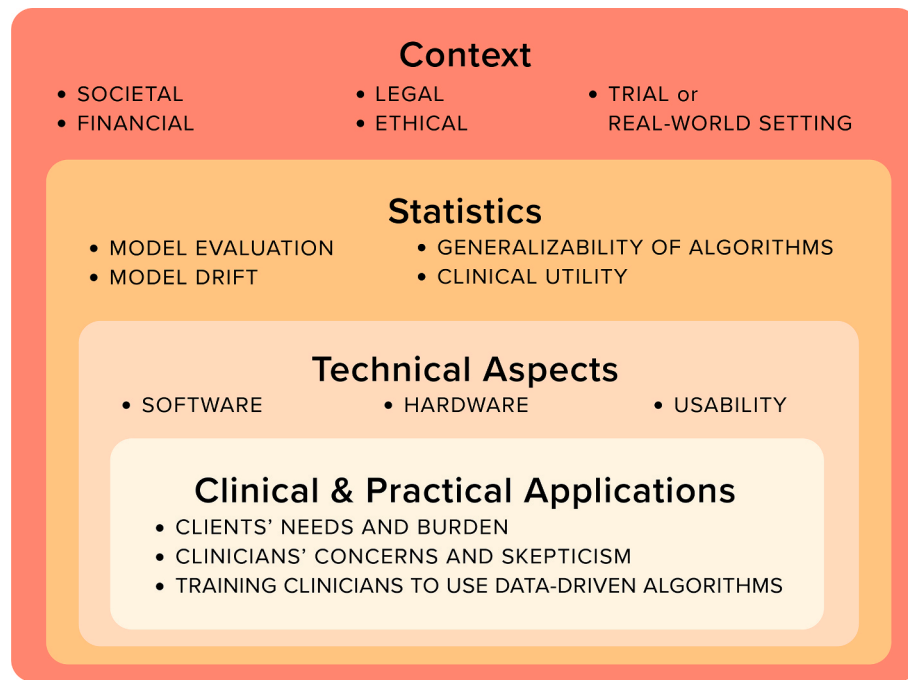 Context
• SOCIETAL • LEGAL • TRIAL or
• FINANCIAL • ETHICAL REAL-WORLD SETTING
Statistics
• MODEL EVALUATION • GENERALIZABILITY OF ALGORITHMS
• MODEL DRIFT • CLINICAL UTILITY
Technical Aspects
• SOFTWARE • HARDWARE • USABILITY
Clinical & Practical Applications
• CLIENTS’ NEEDS AND BURDEN
• CLINICIANS’ CONCERNS AND SKEPTICISM
• TRAINING CLINICIANS TO USE DATA-DRIVEN ALGORITHMS